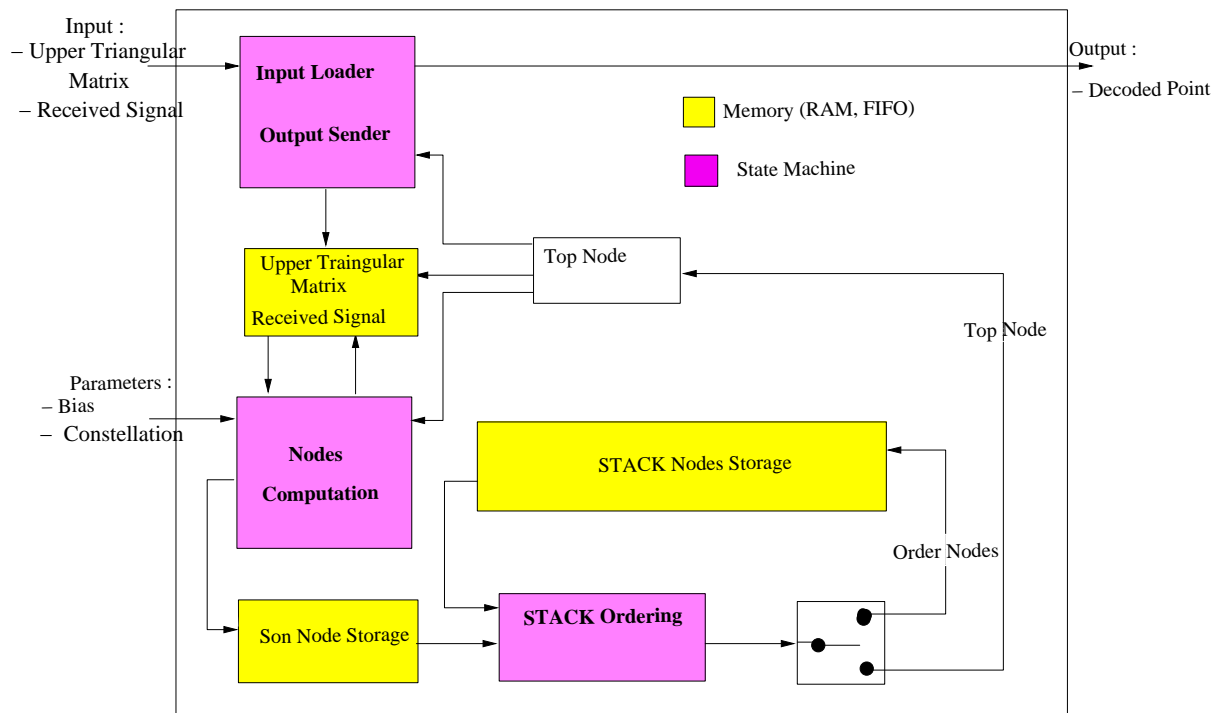 Input :
– Upper Triangular
Matrix
– Received Signal
Input Loader
Output Sender
Output :
– Decoded Point
Memory (RAM, FIFO)
State Machine
Upper Traingular
Matrix
Received Signal
Top Node
Top Node
Parameters :
– Bias
– Constellation
Nodes
Computation
STACK Nodes Storage
Order Nodes
Son Node Storage
STACK Ordering